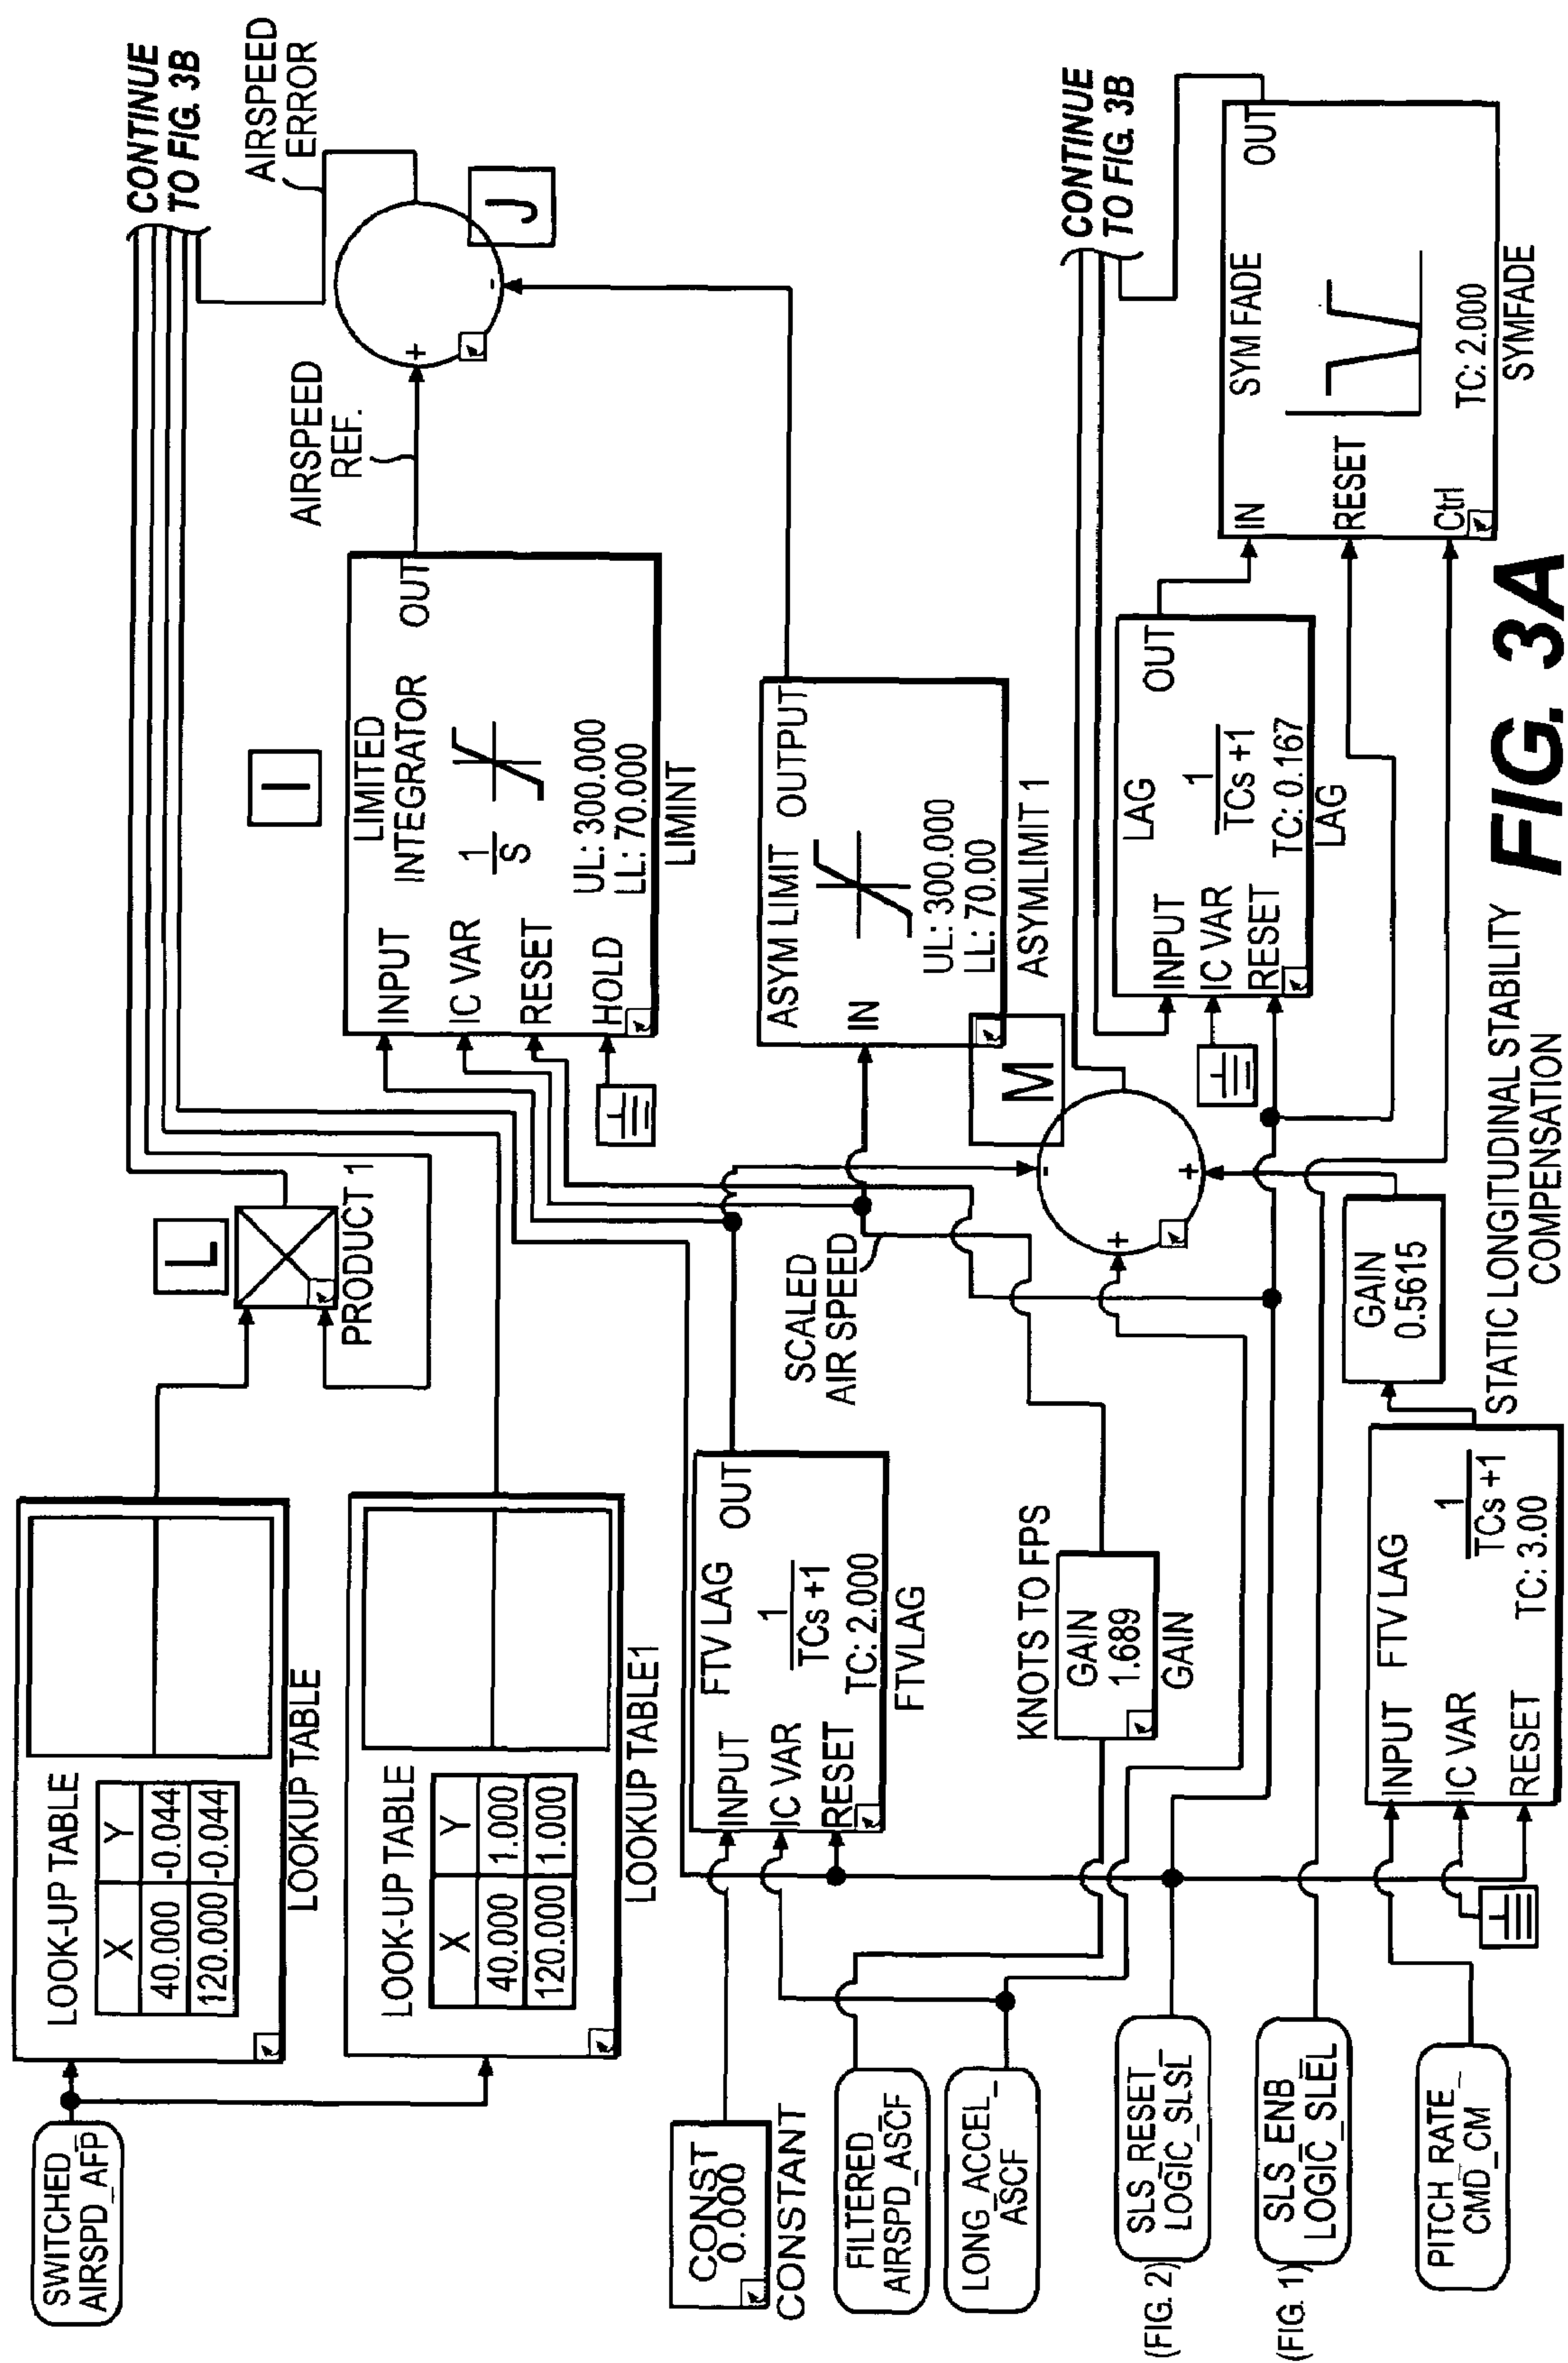 SWITCHED_
AIRSPD_AFP
LOOK-UP TABLE
X Y
40.000 -0.044
120.000 -0.044
LOOKUP TABLE
LOOK-UP TABLE
X Y
40.000 1.000
120.000 1.000
LOOKUP TABLE1
L
PRODUCT 1
CONTINUE
TO FIG. 3B
I
LIMITED
INTEGRATOR
INPUT
IC VAR
RESET
HOLD
OUT
1
S
UL: 300.000
LL: 70.000
LIMINT
AIRSPEED
REF.
+
-
J
AIRSPEED
ERROR
CONST
0.000
CONSTANT
FTV LAG
INPUT
IC VAR
RESET
OUT
1
TCs +1
TC: 2.000
FTVLAG
ASYM LIMIT OUTPUT
IN
UL: 300.000
LL: 70.00
ASYMLIMIT 1
SCALED
AIR SPEED
FILTERED_
AIRSPD_ASCF
LONG_ACCEL_
ASCF
KNOTS TO FPS
GAIN
1.689
GAIN
M
-
+
+
CONTINUE
TO FIG. 3B
LAG
INPUT
IC VAR
RESET
OUT
1
TCs +1
TC: 0.167
LAG
SYM FADE
IN
RESET
Ctrl
OUT
TC: 2.000
SYMFADE
(FIG. 2)
SLS_RESET_
LOGIC_SLSL
(FIG. 1)
SLS_ENB_
LOGIC_SLEL
PITCH_RATE_
CMD_CM
FTV LAG
INPUT
IC VAR
RESET
1
TCs +1
TC: 3.00
GAIN
0.5615
STATIC LONGITUDINAL STABILITY
COMPENSATION
FIG. 3A